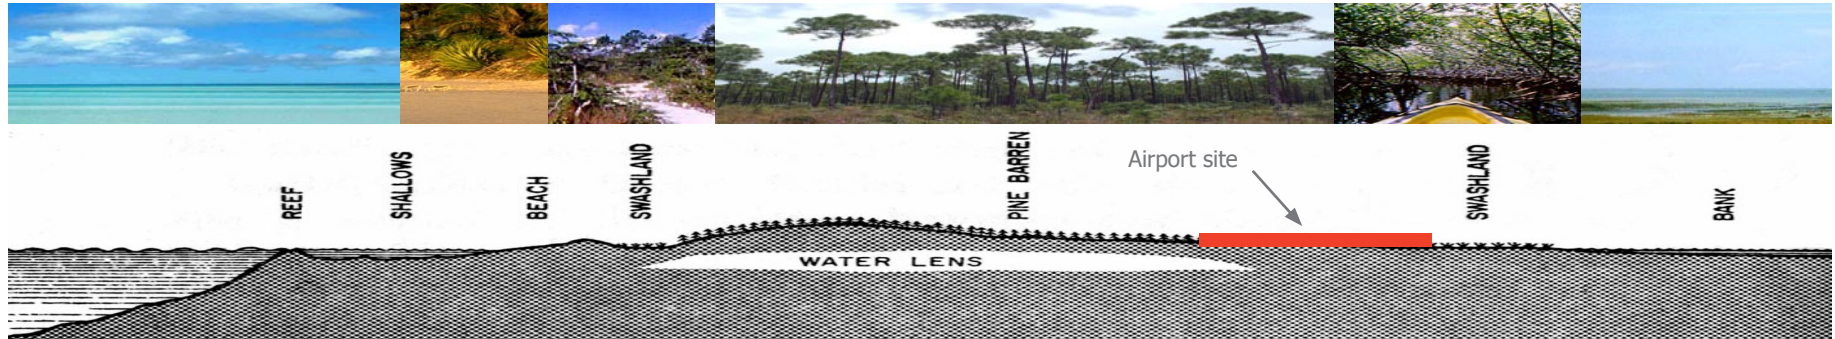 REEF
SHALLOWS
BEACH
SWASHLAND
PINE BARREN
Airport site
SWASHLAND
BANK
WATER LENS